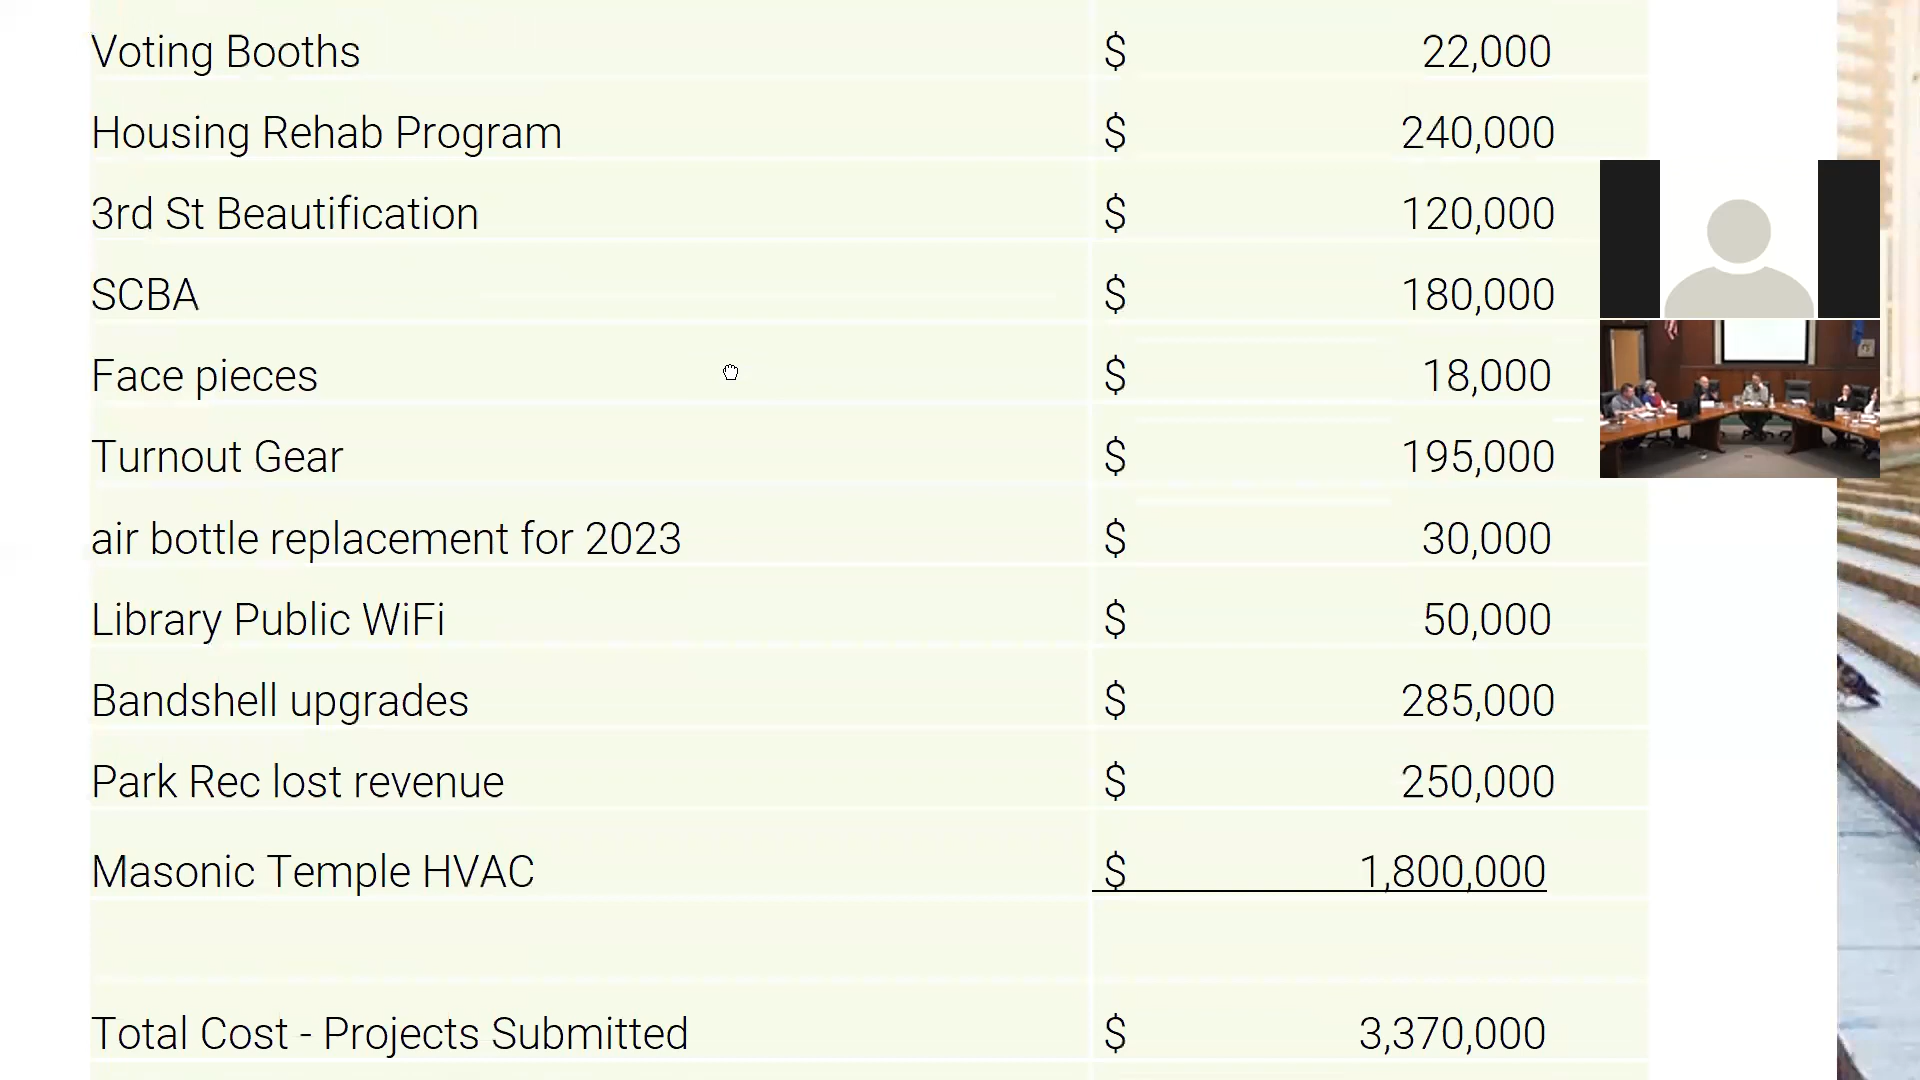 Voting Booths $ 22,000
Housing Rehab Program $ 240,000
3rd St Beautification $ 120,000
SCBA $ 180,000
Face pieces $ 18,000
Turnout Gear $ 195,000
air bottle replacement for 2023 $ 30,000
Library Public WiFi $ 50,000
Bandshell upgrades $ 285,000
Park Rec lost revenue $ 250,000
Masonic Temple HVAC $ 1,800,000
Total Cost - Projects Submitted $ 3,370,000